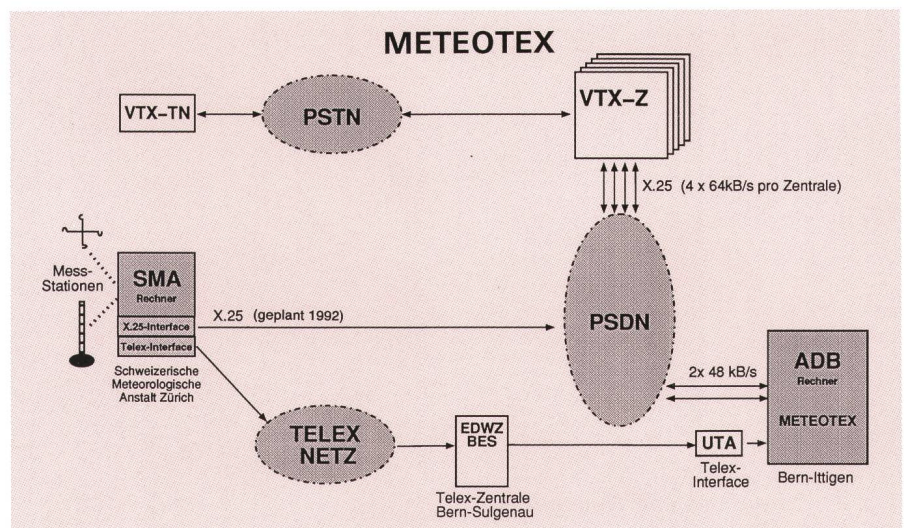 METEOTEX
VTX–TN
PSTN
VTX–Z
X.25 (4 x 64kB/s pro Zentrale)
Mess-
Stationen
SMA
Rechner
X.25-Interface
Telex-Interface
Schweizerische
Meteorologische
Anstalt Zürich
X.25 (geplant 1992)
PSDN
2x 48 kB/s
ADB
Rechner
METEOTEX
Bern-Ittigen
TELEX
NETZ
EDWZ
BES
Telex-Zentrale
Bern-Sulgenau
UTA
Telex-
Interface